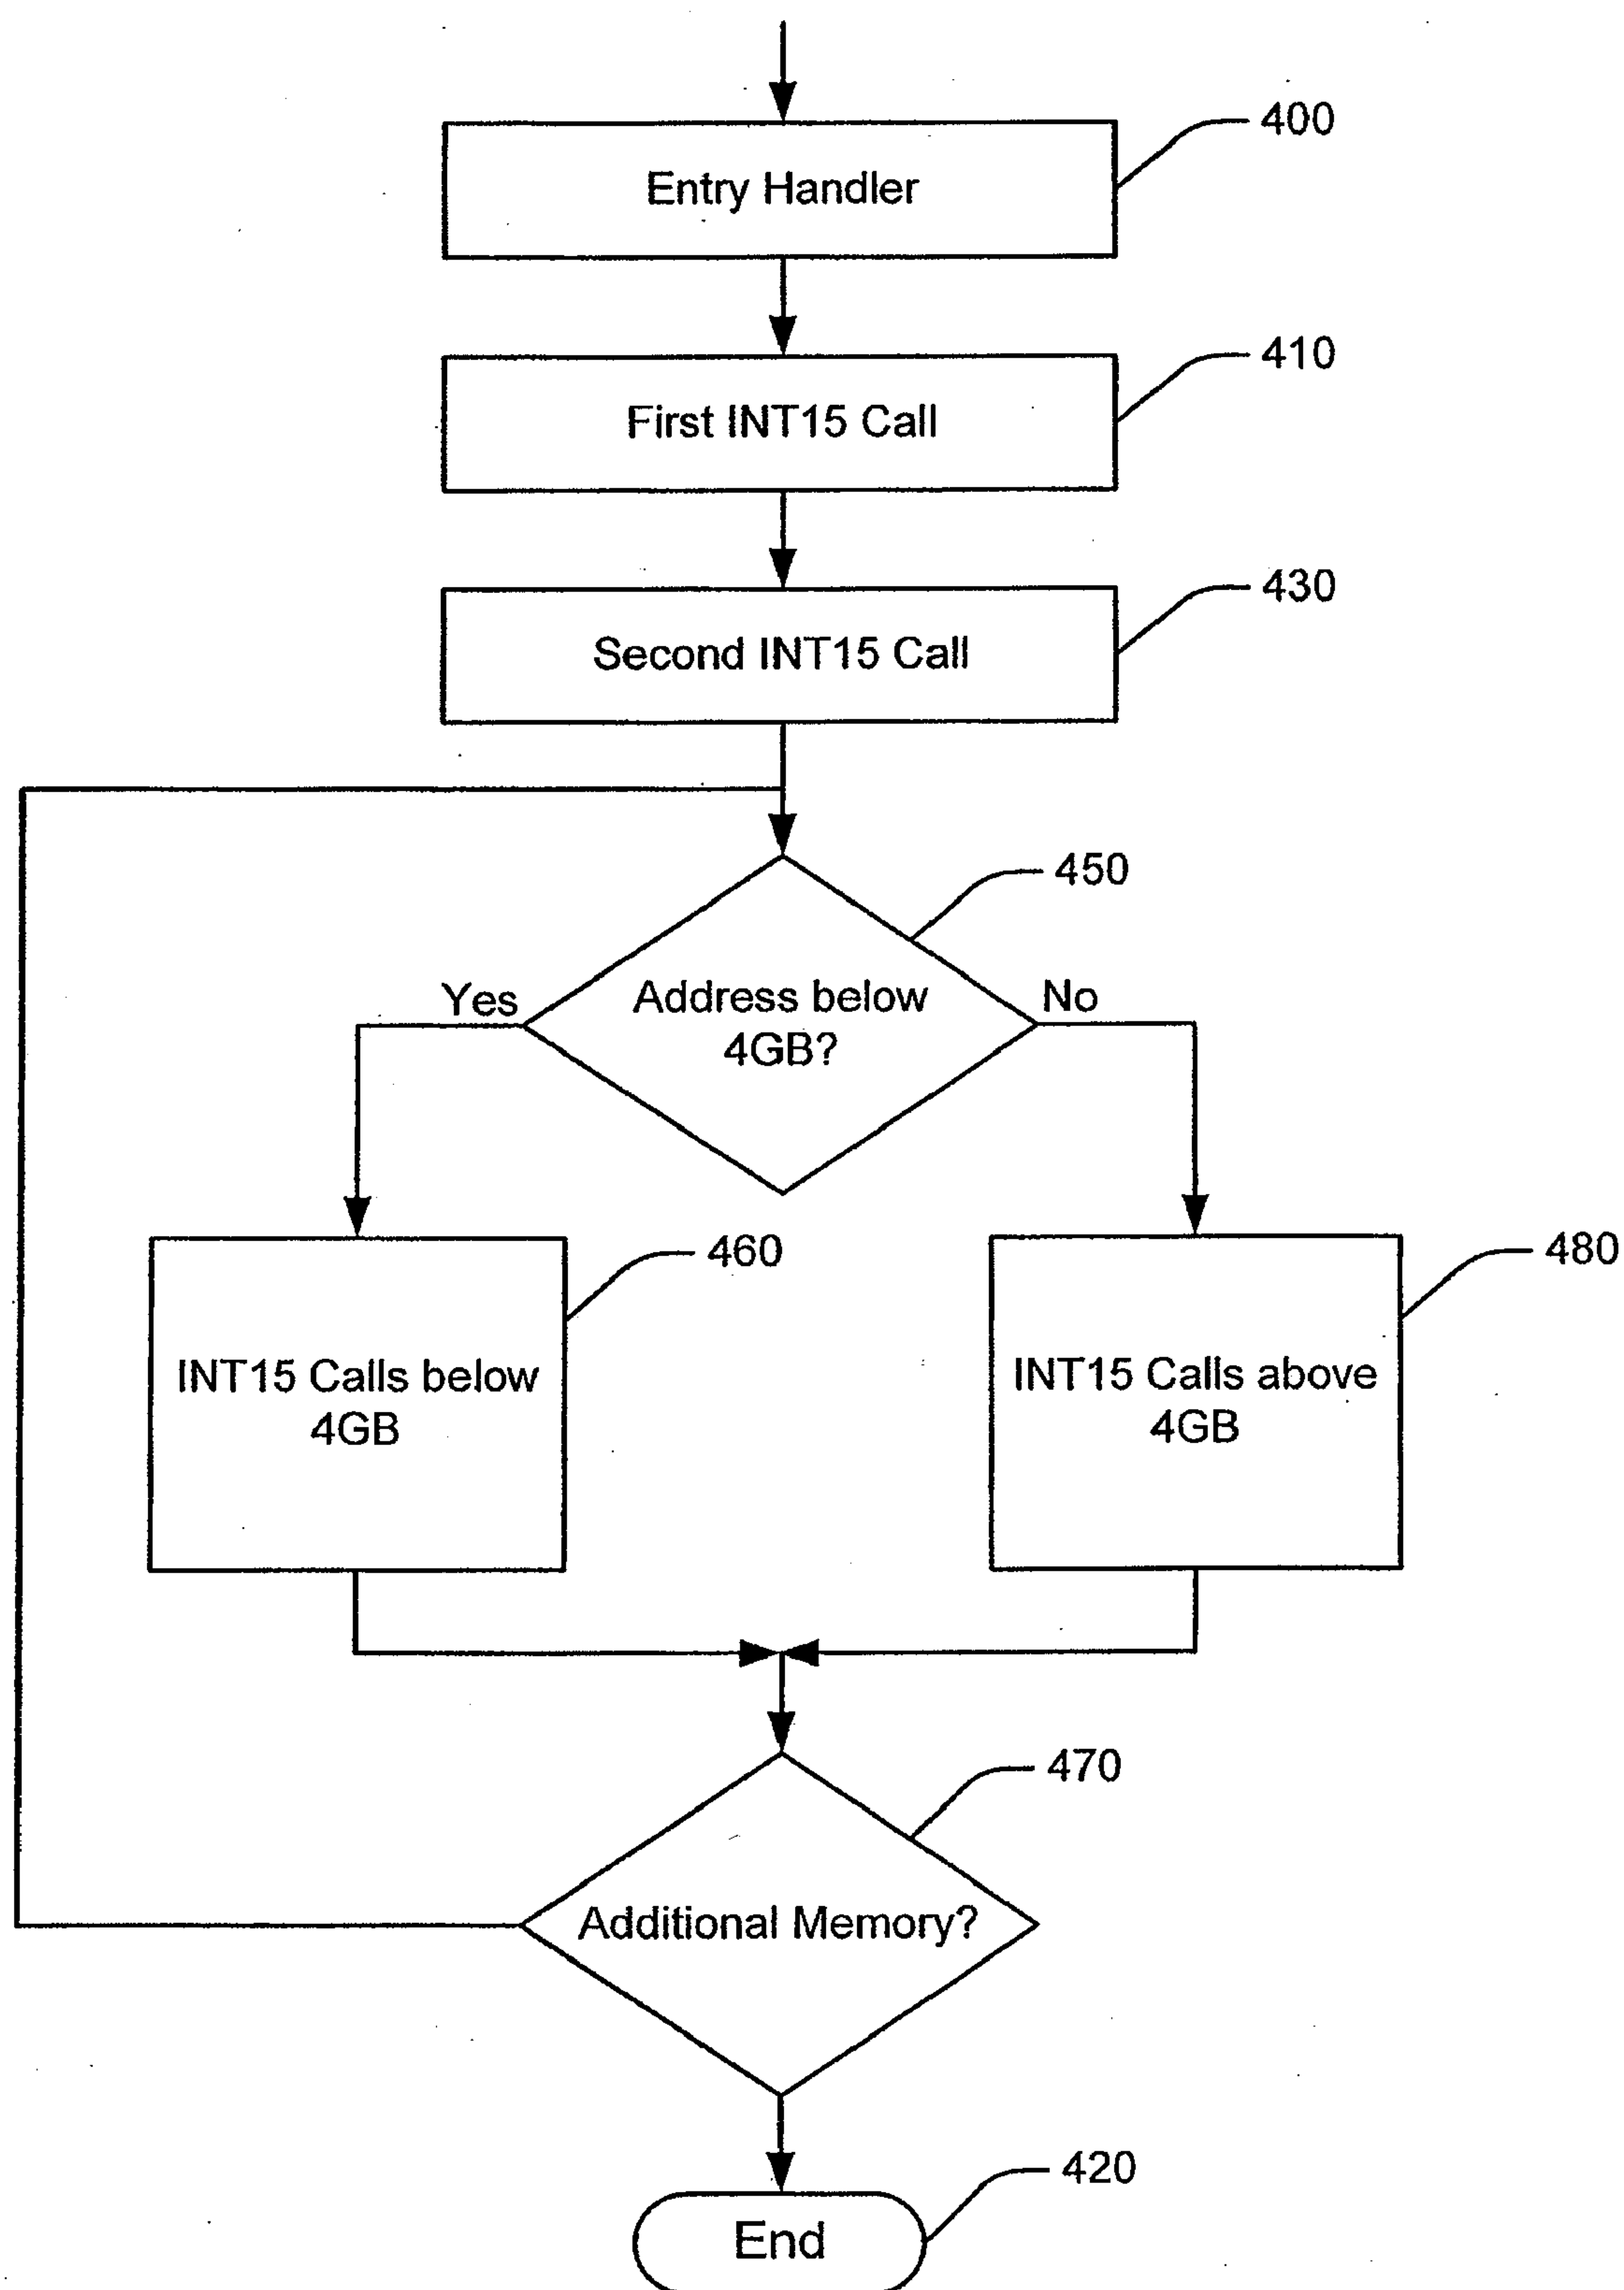 400
Entry Handler
410
First INT15 Call
430
Second INT15 Call
450
Yes
Address below
4GB?
No
460
INT15 Calls below
4GB
480
INT15 Calls above
4GB
470
Additional Memory?
420
End